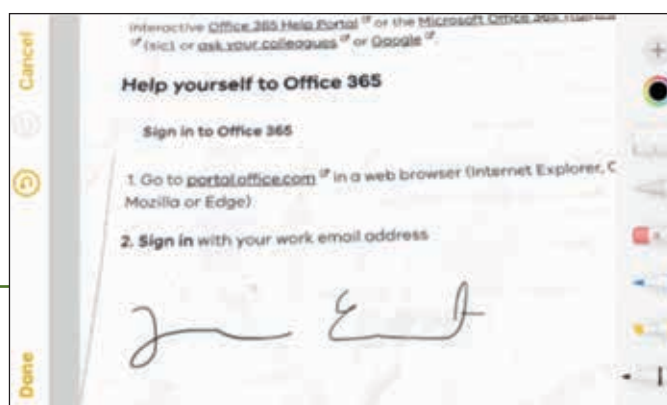 interactive Office 365 Help Portal or the Microsoft Office 365
(sic) or ask your colleagues or Google.
Help yourself to Office 365
Sign in to Office 365
1. Go to portal.office.com in a web browser (Internet Explorer, C
Mozilla or Edge)
2. Sign in with your work email address
Cancel
Done